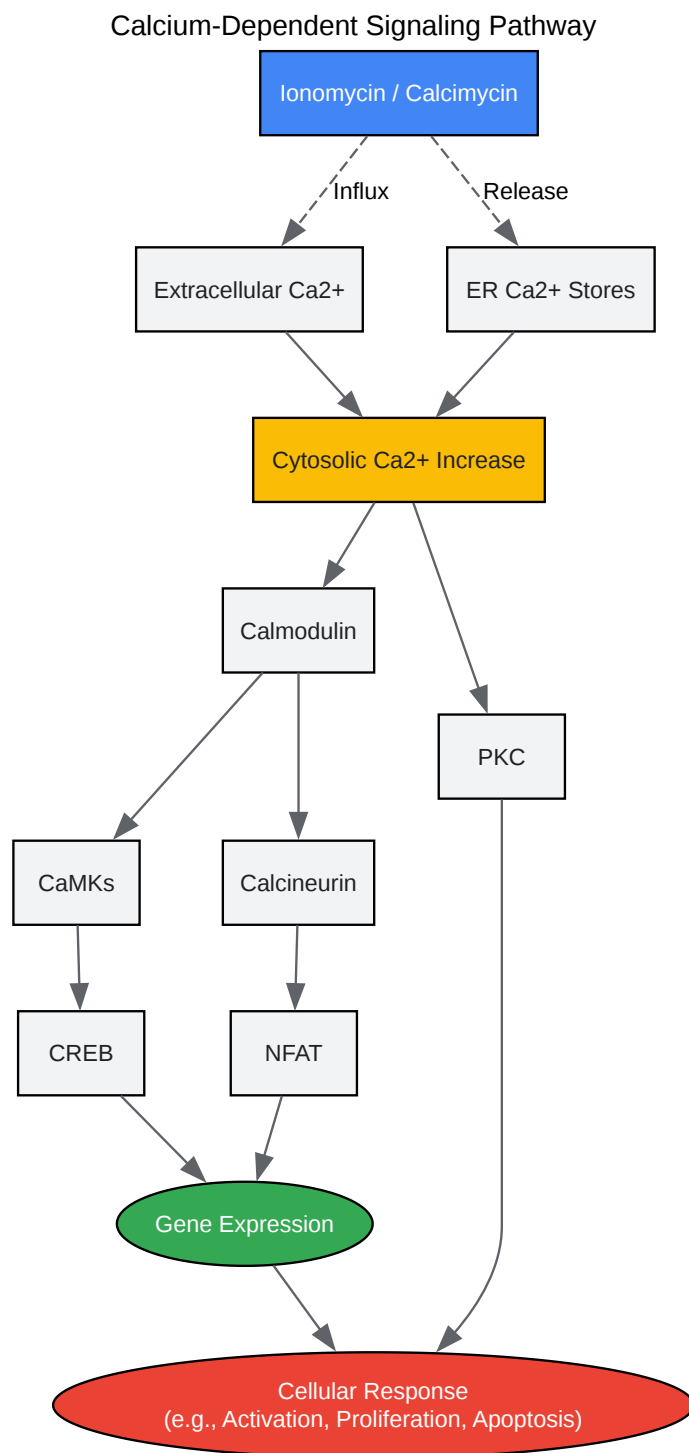 Calcium-Dependent Signaling Pathway
Ionomycin / Calcimycin
Influx
Release
Extracellular Ca2+
ER Ca2+ Stores
Cytosolic Ca2+ Increase
Calmodulin
PKC
CaMKs
Calcineurin
CREB
NFAT
Gene Expression
Cellular Response
(e.g., Activation, Proliferation, Apoptosis)